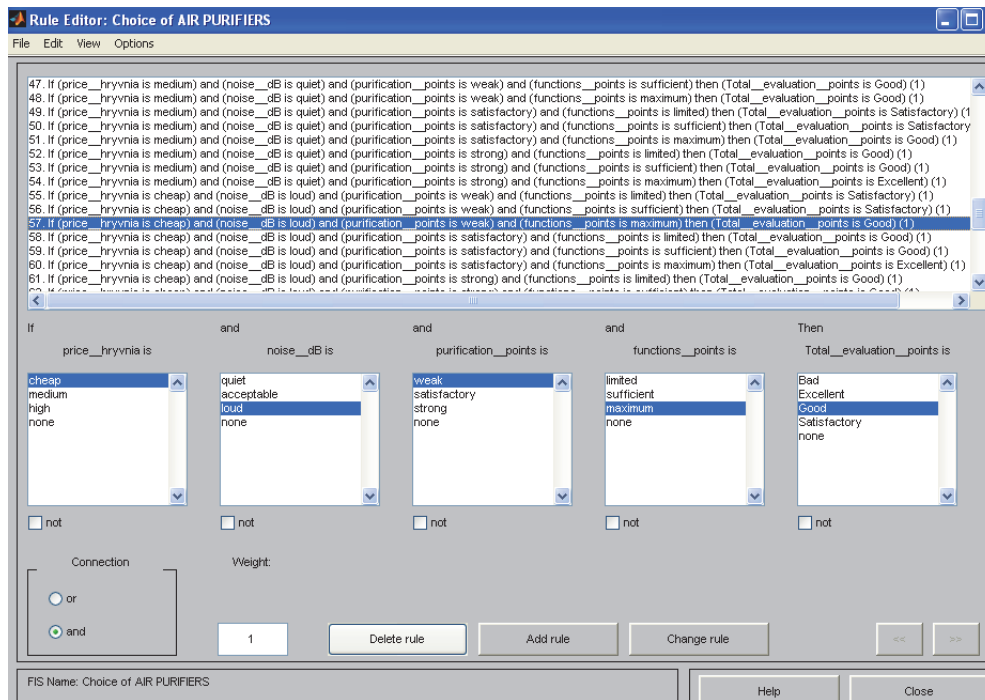 Rule Editor: Choice of AIR PURIFIERS
File Edit View Options
47. If (price__hryvnia is medium) and (noise__dB is quiet) and (purification__points is weak) and (functions__points is sufficient) then (Total__evaluation__points is Good) (1)
48. If (price__hryvnia is medium) and (noise__dB is quiet) and (purification__points is weak) and (functions__points is maximum) then (Total__evaluation__points is Good) (1)
49. If (price__hryvnia is medium) and (noise__dB is quiet) and (purification__points is satisfactory) and (functions__points is limited) then (Total__evaluation__points is Satisfactory) (1
50. If (price__hryvnia is medium) and (noise__dB is quiet) and (purification__points is satisfactory) and (functions__points is sufficient) then (Total__evaluation__points is Satisfactory
51. If (price__hryvnia is medium) and (noise__dB is quiet) and (purification__points is satisfactory) and (functions__points is maximum) then (Total__evaluation__points is Good) (1)
52. If (price__hryvnia is medium) and (noise__dB is quiet) and (purification__points is strong) and (functions__points is limited) then (Total__evaluation__points is Good) (1)
53. If (price__hryvnia is medium) and (noise__dB is quiet) and (purification__points is strong) and (functions__points is sufficient) then (Total__evaluation__points is Good) (1)
54. If (price__hryvnia is medium) and (noise__dB is quiet) and (purification__points is strong) and (functions__points is maximum) then (Total__evaluation__points is Excellent) (1)
55. If (price__hryvnia is cheap) and (noise__dB is loud) and (purification__points is weak) and (functions__points is limited) then (Total__evaluation__points is Satisfactory) (1)
56. If (price__hryvnia is cheap) and (noise__dB is loud) and (purification__points is weak) and (functions__points is sufficient) then (Total__evaluation__points is Satisfactory) (1)
57. If (price__hryvnia is cheap) and (noise__dB is loud) and (purification__points is weak) and (functions__points is maximum) then (Total__evaluation__points is Good) (1)
58. If (price__hryvnia is cheap) and (noise__dB is loud) and (purification__points is satisfactory) and (functions__points is limited) then (Total__evaluation__points is Good) (1)
59. If (price__hryvnia is cheap) and (noise__dB is loud) and (purification__points is satisfactory) and (functions__points is sufficient) then (Total__evaluation__points is Good) (1)
60. If (price__hryvnia is cheap) and (noise__dB is loud) and (purification__points is satisfactory) and (functions__points is maximum) then (Total__evaluation__points is Excellent) (1)
61. If (price__hryvnia is cheap) and (noise__dB is loud) and (purification__points is strong) and (functions__points is limited) then (Total__evaluation__points is Good) (1)
If and and and Then
price__hryvnia is noise__dB is purification__points is functions__points is Total__evaluation__points is
cheap quiet weak limited Bad
medium acceptable satisfactory sufficient Excellent
high loud strong maximum Good
none none none none Satisfactory
none
not not not not not
Connection Weight:
or
and 1 Delete rule Add rule Change rule << >>
FIS Name: Choice of AIR PURIFIERS
Help Close